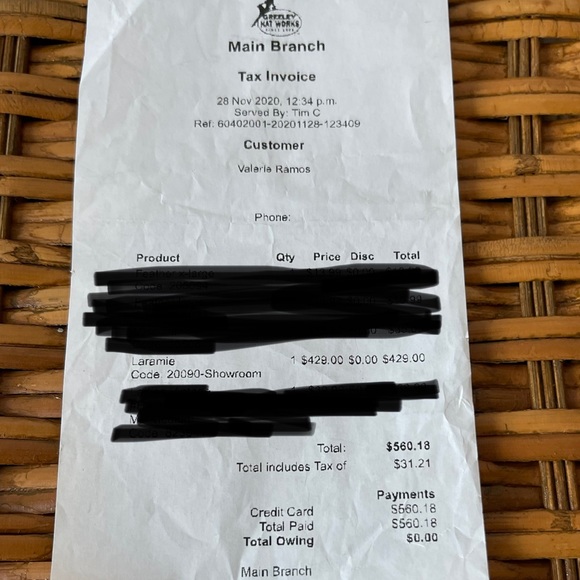 GREELEY
HAT WORKS
SINCE 1909
Main Branch
Tax Invoice
28 Nov 2020, 12:34 p.m.
Served By: Tim C
Ref: 60402001-20201128-123409
Customer
Valerie Ramos
Phone:
Product Qty Price Disc Total
Laramie 1 $429.00 $0.00 $429.00
Code: 20090-Showroom
Total: $560.18
Total includes Tax of $31.21
Payments
Credit Card $560.18
Total Paid $560.18
Total Owing $0.00
Main Branch